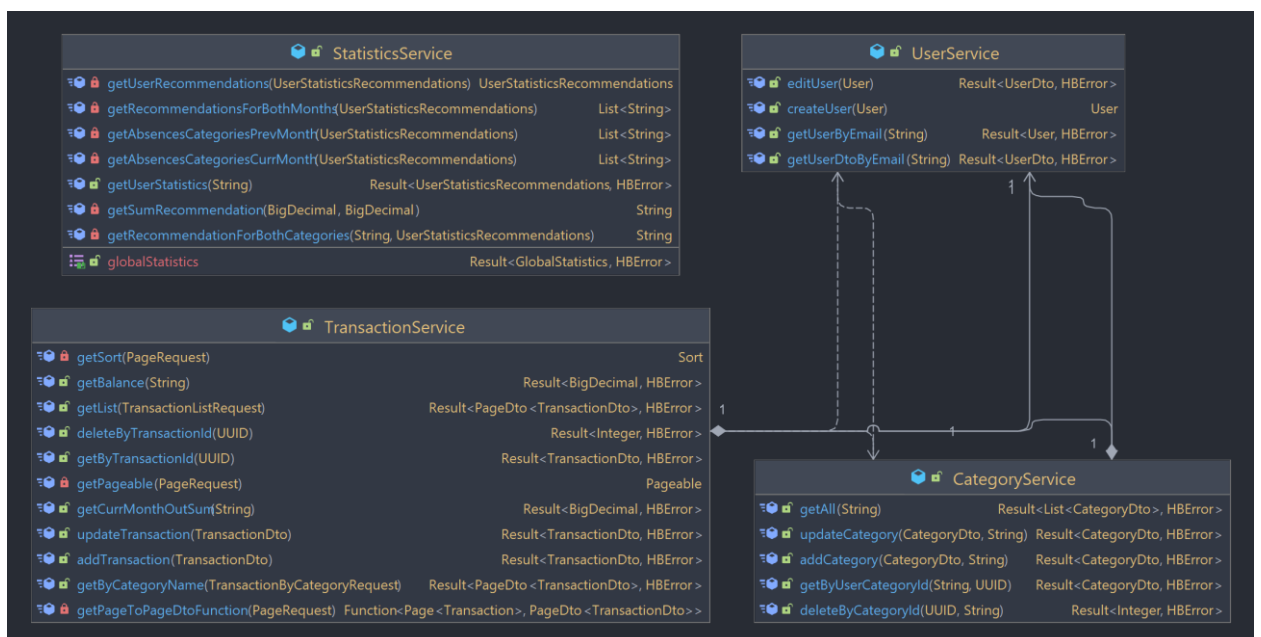 StatisticsService
getUserRecommendations(UserStatisticsRecommendations) UserStatisticsRecommendations
getRecommendationsForBothMonths(UserStatisticsRecommendations) List<String>
getAbsencesCategoriesPrevMonth(UserStatisticsRecommendations) List<String>
getAbsencesCategoriesCurrMonth(UserStatisticsRecommendations) List<String>
getUserStatistics(String) Result<UserStatisticsRecommendations, HBError>
getSumRecommendation(BigDecimal, BigDecimal) String
getRecommendationForBothCategories(String, UserStatisticsRecommendations) String
globalStatistics Result<GlobalStatistics, HBError>
UserService
editUser(User) Result<UserDto, HBError>
createUser(User) User
getUserByEmail(String) Result<User, HBError>
getUserDtoByEmail(String) Result<UserDto, HBError>
1
TransactionService
getSort(PageRequest) Sort
getBalance(String) Result<BigDecimal, HBError>
getList(TransactionListRequest) Result<PageDto<TransactionDto>, HBError>
deleteByTransactionId(UUID) Result<Integer, HBError>
getByTransactionId(UUID) Result<TransactionDto, HBError>
getPageable(PageRequest) Pageable
getCurrMonthOutSum(String) Result<BigDecimal, HBError>
updateTransaction(TransactionDto) Result<TransactionDto, HBError>
addTransaction(TransactionDto) Result<TransactionDto, HBError>
getByCategoryName(TransactionByCategoryRequest) Result<PageDto<TransactionDto>, HBError>
getPageToPageDtoFunction(PageRequest) Function<Page<Transaction>, PageDto<TransactionDto>>
1
1
1
CategoryService
getAll(String) Result<List<CategoryDto>, HBError>
updateCategory(CategoryDto, String) Result<CategoryDto, HBError>
addCategory(CategoryDto, String) Result<CategoryDto, HBError>
getByUserCategoryId(String, UUID) Result<CategoryDto, HBError>
deleteByCategoryId(UUID, String) Result<Integer, HBError>